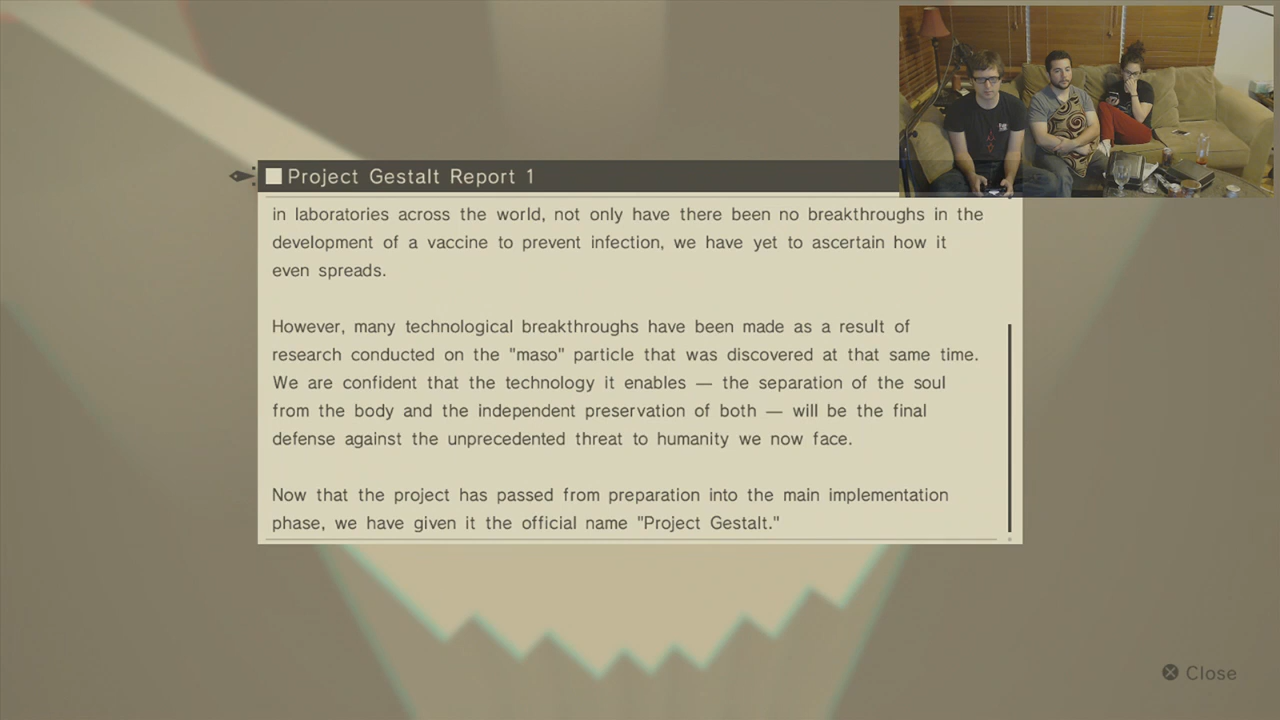 Project Gestalt Report 1
in laboratories across the world, not only have there been no breakthroughs in the
development of a vaccine to prevent infection, we have yet to ascertain how it
even spreads.
However, many technological breakthroughs have been made as a result of
research conducted on the "maso" particle that was discovered at that same time.
We are confident that the technology it enables — the separation of the soul
from the body and the independent preservation of both — will be the final
defense against the unprecedented threat to humanity we now face.
Now that the project has passed from preparation into the main implementation
phase, we have given it the official name "Project Gestalt."
Close